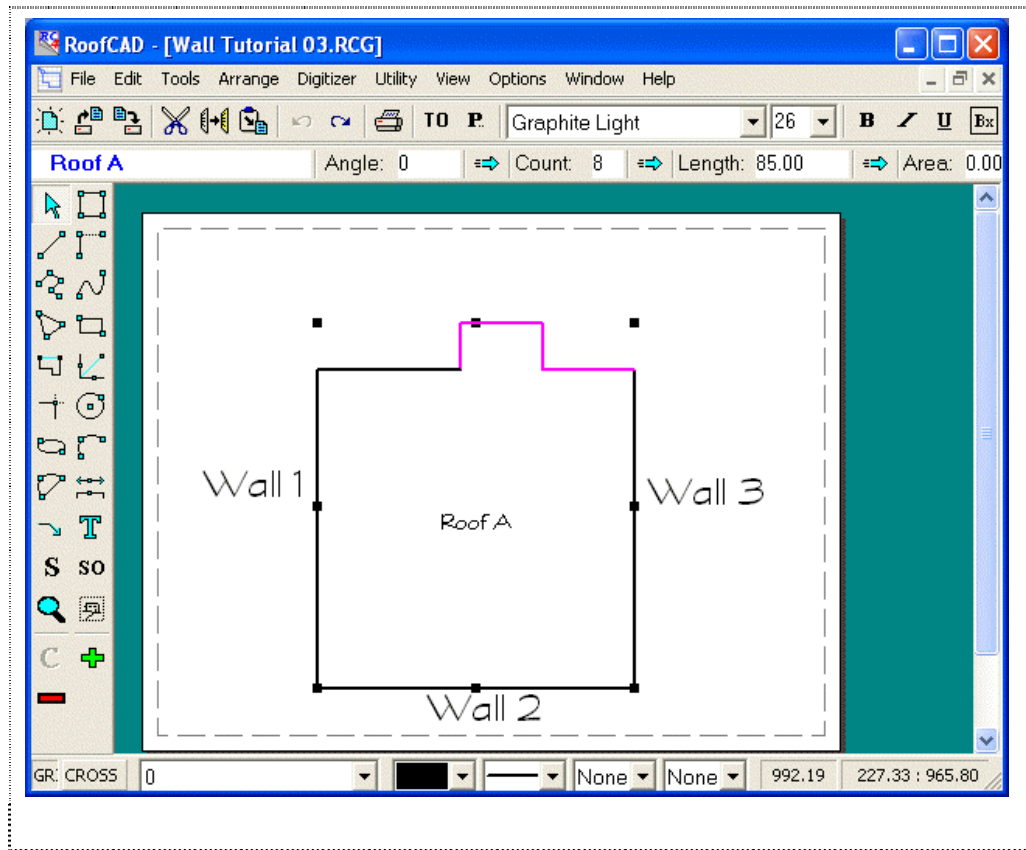 RoofCAD - [Wall Tutorial 03.RCG]
File Edit Tools Arrange Digitizer Utility View Options Window Help
TO P. Graphite Light 26 B I U Bx
Roof A Angle: 0 Count: 8 Length: 85.00 Area: 0.00
Wall 1
Wall 3
Roof A
S SO
C
Wall 2
GR: CROSS 0 None None 992.19 227.33 : 965.80